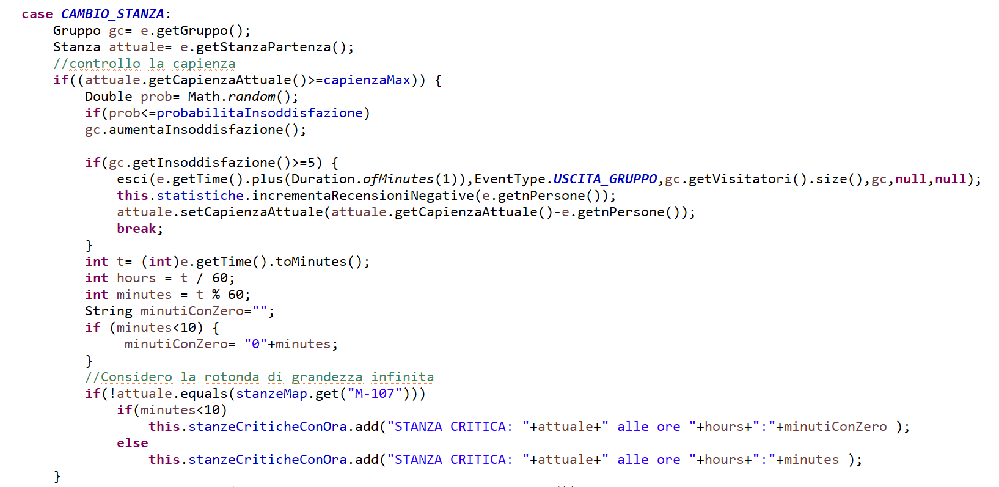 case CAMBIO_STANZA:
Gruppo gc= e.getGruppo();
Stanza attuale= e.getStanzaPartenza();
//controllo la capienza
if((attuale.getCapienzaAttuale()>=capienzaMax)) {
Double prob= Math.random();
if(prob<=probabilitaInsoddisfazione)
gc.aumentaInsoddisfazione();
if(gc.getInsoddisfazione()>=5) {
esci(e.getTime().plus(Duration.ofMinutes(1)),EventType.USCITA_GRUPPO,gc.getVisitatori().size(),gc,null,null);
this.statistiche.incrementaRecensioniNegative(e.getnPersone());
attuale.setCapienzaAttuale(attuale.getCapienzaAttuale()-e.getnPersone());
break;
}
int t= (int)e.getTime().toMinutes();
int hours = t / 60;
int minutes = t % 60;
String minutiConZero="";
if (minutes<10) {
minutiConZero= "0"+minutes;
}
//Considero la rotonda di grandezza infinita
if(!attuale.equals(stanzeMap.get("M-107")))
if(minutes<10)
this.stanzeCriticheConOra.add("STANZA CRITICA: "+attuale+" alle ore "+hours+":"+minutiConZero );
else
this.stanzeCriticheConOra.add("STANZA CRITICA: "+attuale+" alle ore "+hours+":"+minutes );
}